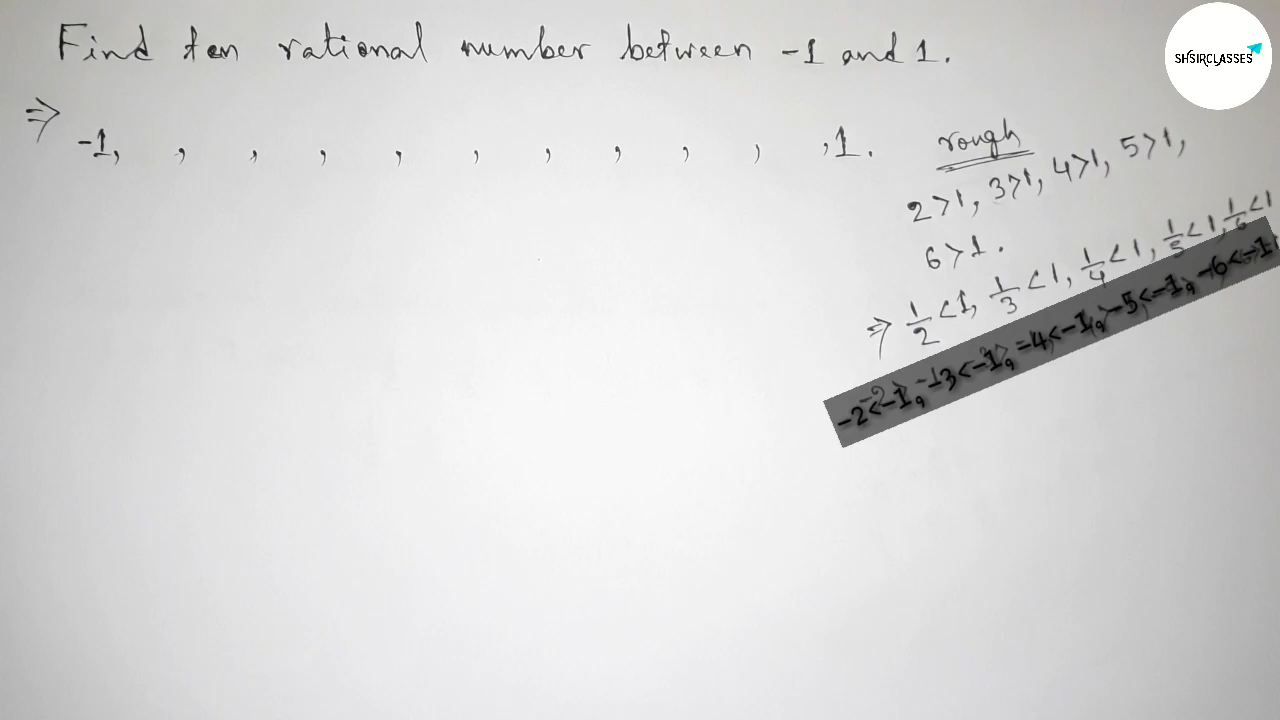 Find ten rational number between -1 and 1.
SHSIRCLASSES
⇒ -1, , , , , , , , , , ,1.
rough
2>1, 3>1, 4>1, 5>1,
6>1.
⇒ 1/2<1, 1/3<1, 1/4<1, 1/5<1, 1/6<1
-2<-1, -3<-1, -4<-1, -5<-1, -6<-1